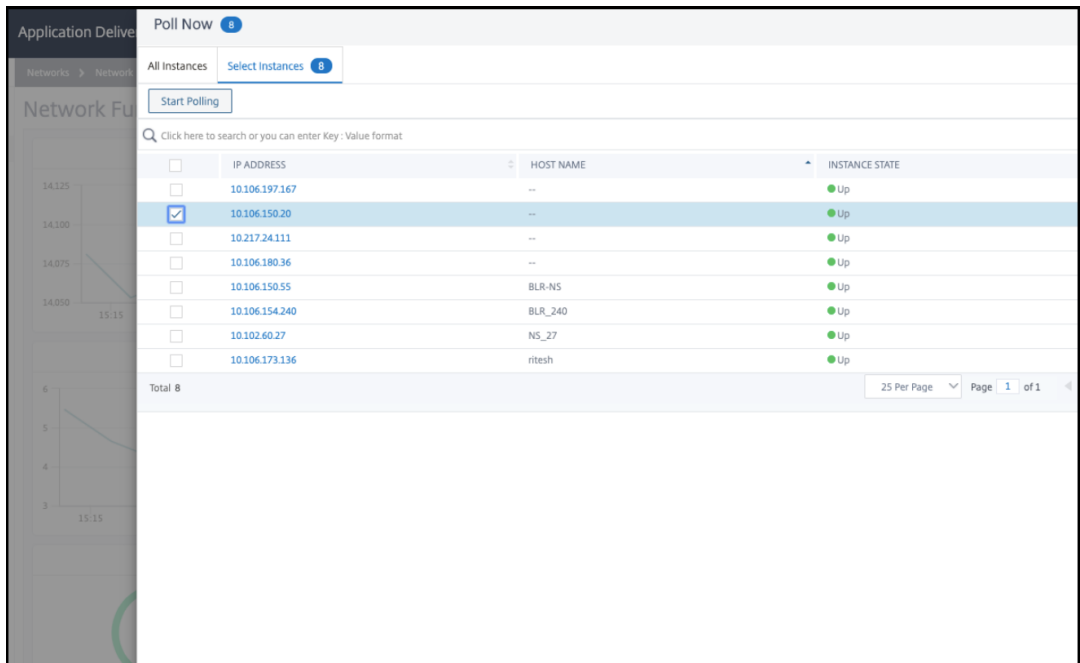 Application Delive
Poll Now 8
Networks > Network
All Instances Select Instances 8
Network Fu
Start Polling
Click here to search or you can enter Key : Value format
IP ADDRESS HOST NAME INSTANCE STATE
10.106.197.167 -- Up
10.106.150.20 -- Up
10.217.24.111 -- Up
10.106.180.36 -- Up
10.106.150.55 BLR-NS Up
10.106.154.240 BLR_240 Up
10.102.60.27 NS_27 Up
10.106.173.136 ritesh Up
Total 8 25 Per Page Page 1 of 1
14.125
14.100
14.075
14.050
15:15
6
5
4
3
15:15